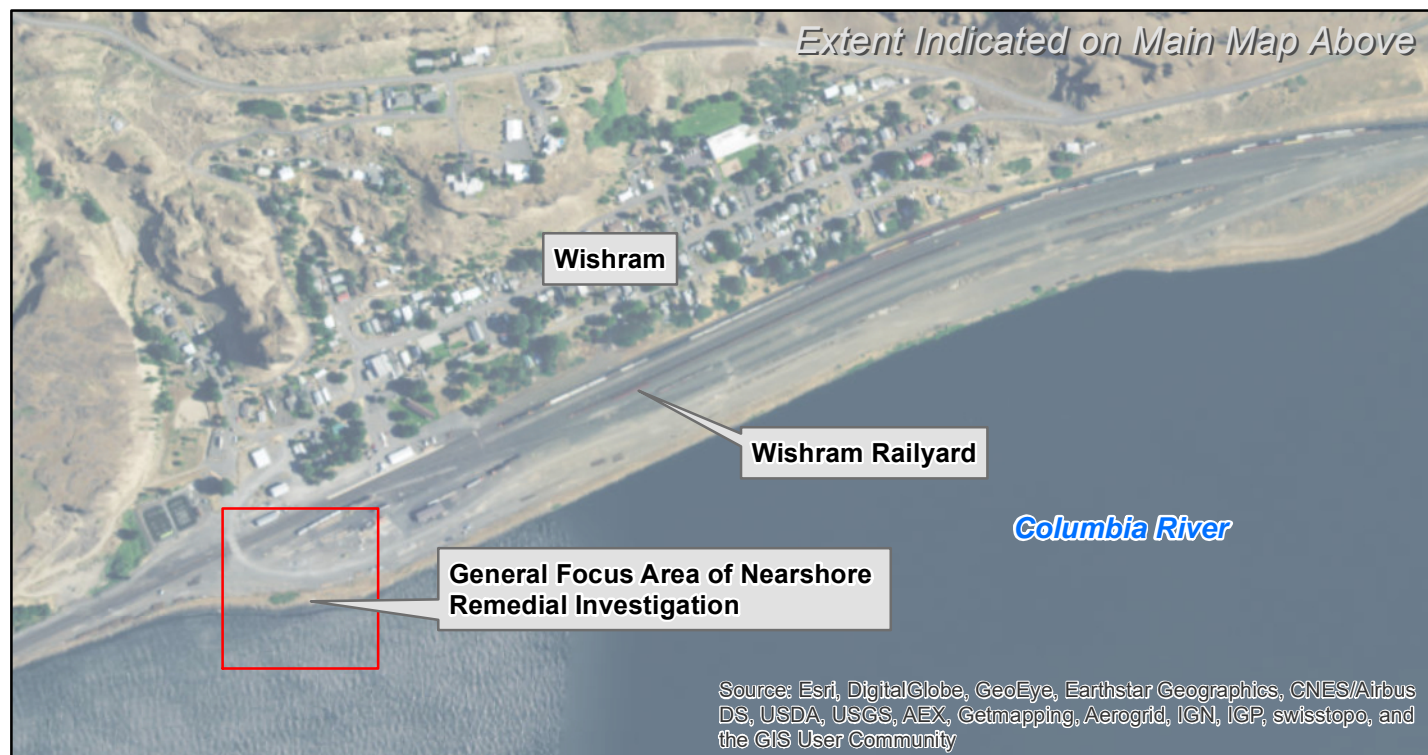 Extent Indicated on Main Map Above
Wishram
Wishram Railyard
Columbia River
General Focus Area of Nearshore
Remedial Investigation
Source: Esri, DigitalGlobe, GeoEye, Earthstar Geographics, CNES/Airbus
DS, USDA, USGS, AEX, Getmapping, Aerogrid, IGN, IGP, swisstopo, and
the GIS User Community